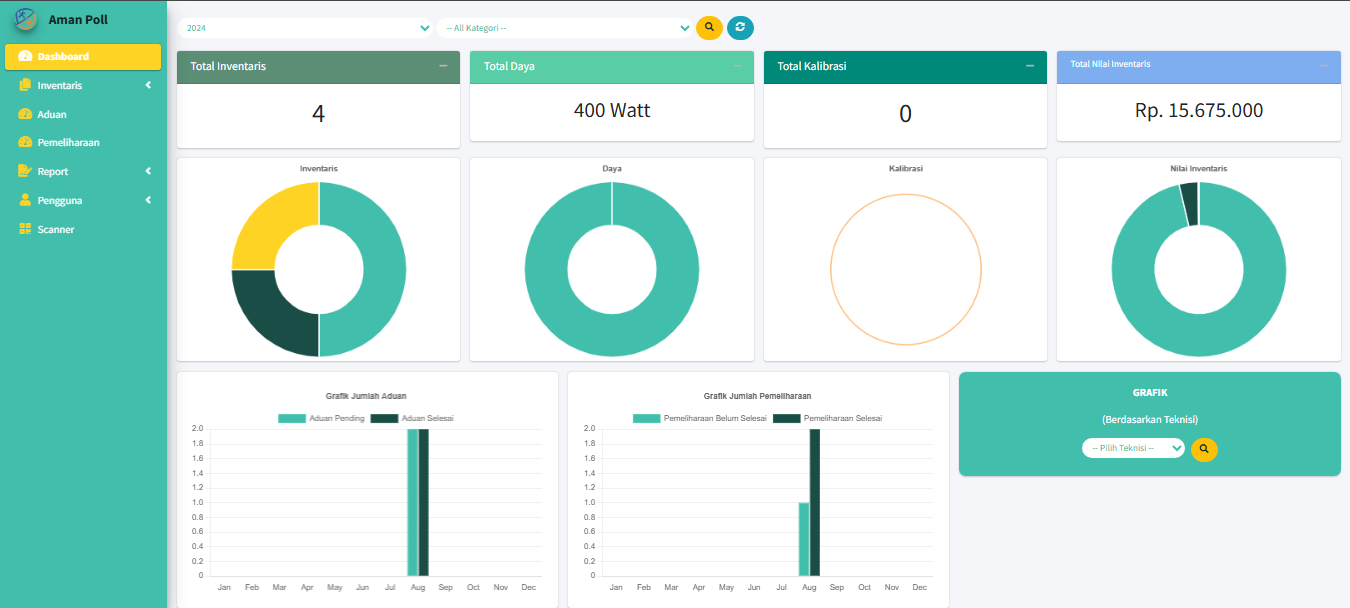 Aman Poll
Dashboard
Inventaris
Aduan
Pemeliharaan
Report
Pengguna
Scanner
2024
-- All Kategori --
Total Inventaris
4
Total Daya
400 Watt
Total Kalibrasi
0
Total Nilai Inventaris
Rp. 15.675.000
Inventaris
Daya
Kalibrasi
Nilai Inventaris
Grafik Jumlah Aduan
Aduan Pending Aduan Selesai
2.0
1.8
1.6
1.4
1.2
1.0
0.8
0.6
0.4
0.2
0
Jan Feb Mar Apr May Jun Jul Aug Sep Oct Nov Dec
Grafik Jumlah Pemeliharaan
Pemeliharaan Belum Selesai Pemeliharaan Selesai
2.0
1.8
1.6
1.4
1.2
1.0
0.8
0.6
0.4
0.2
0
Jan Feb Mar Apr May Jun Jul Aug Sep Oct Nov Dec
GRAFIK
(Berdasarkan Teknisi)
-- Pilih Teknisi --